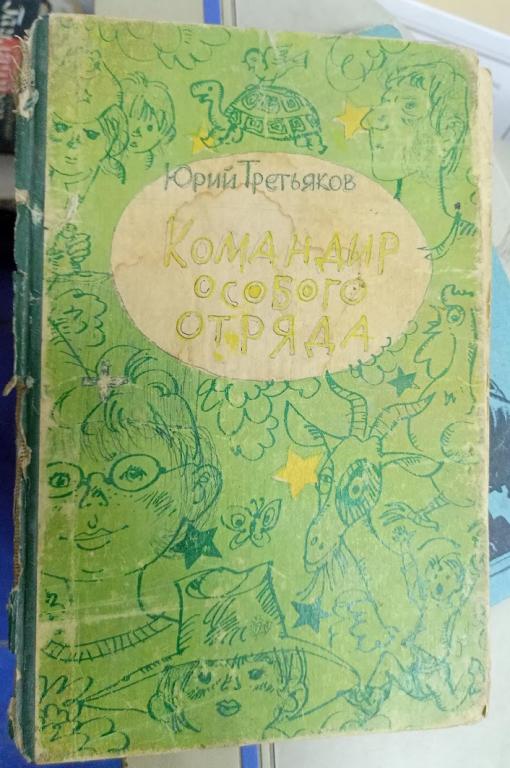 Юрий Третьяков
Командир
особого
отряда